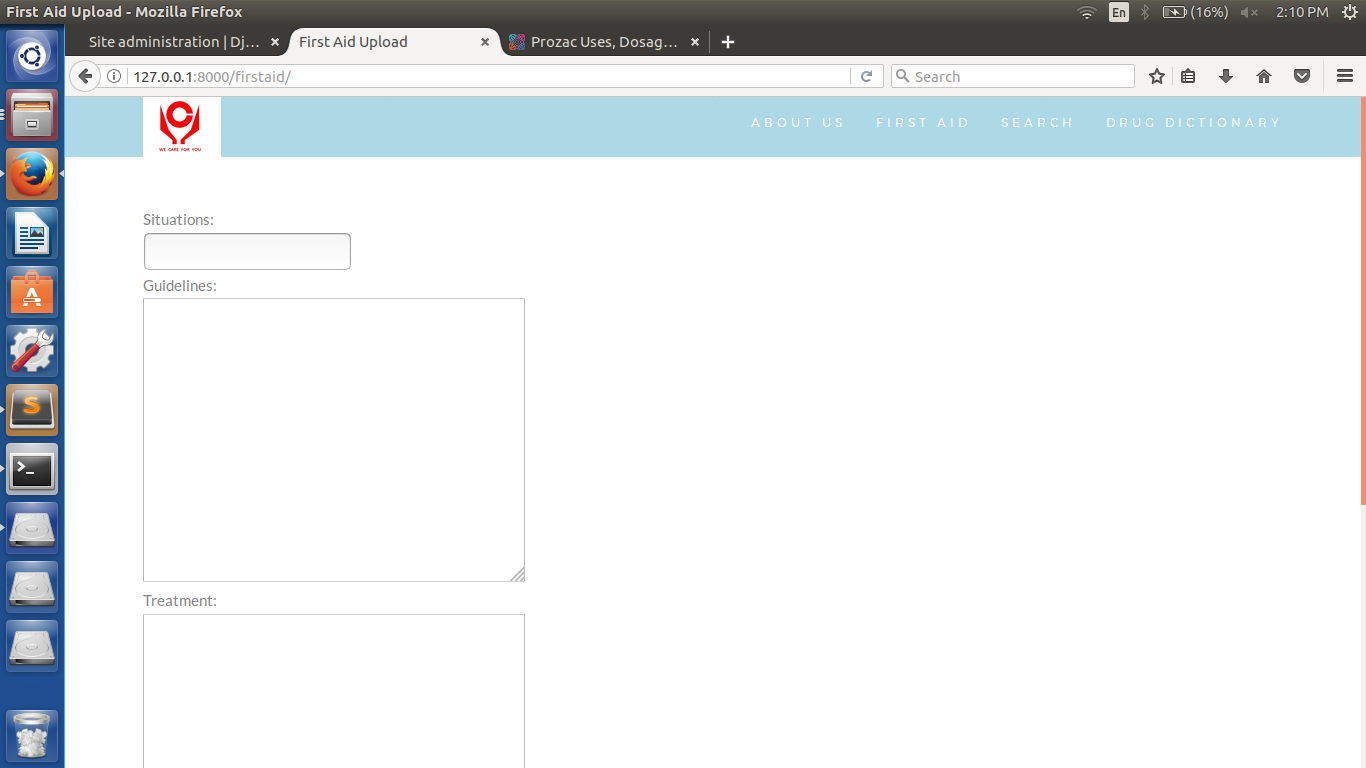 First Aid Upload - Mozilla Firefox
En (16%) 2:10 PM
Site administration | Dj... First Aid Upload Prozac Uses, Dosag...
127.0.0.1:8000/firstaid/ Search
WE CARE FOR YOU
ABOUT US FIRST AID SEARCH DRUG DICTIONARY
Situations:
Guidelines:
Treatment: